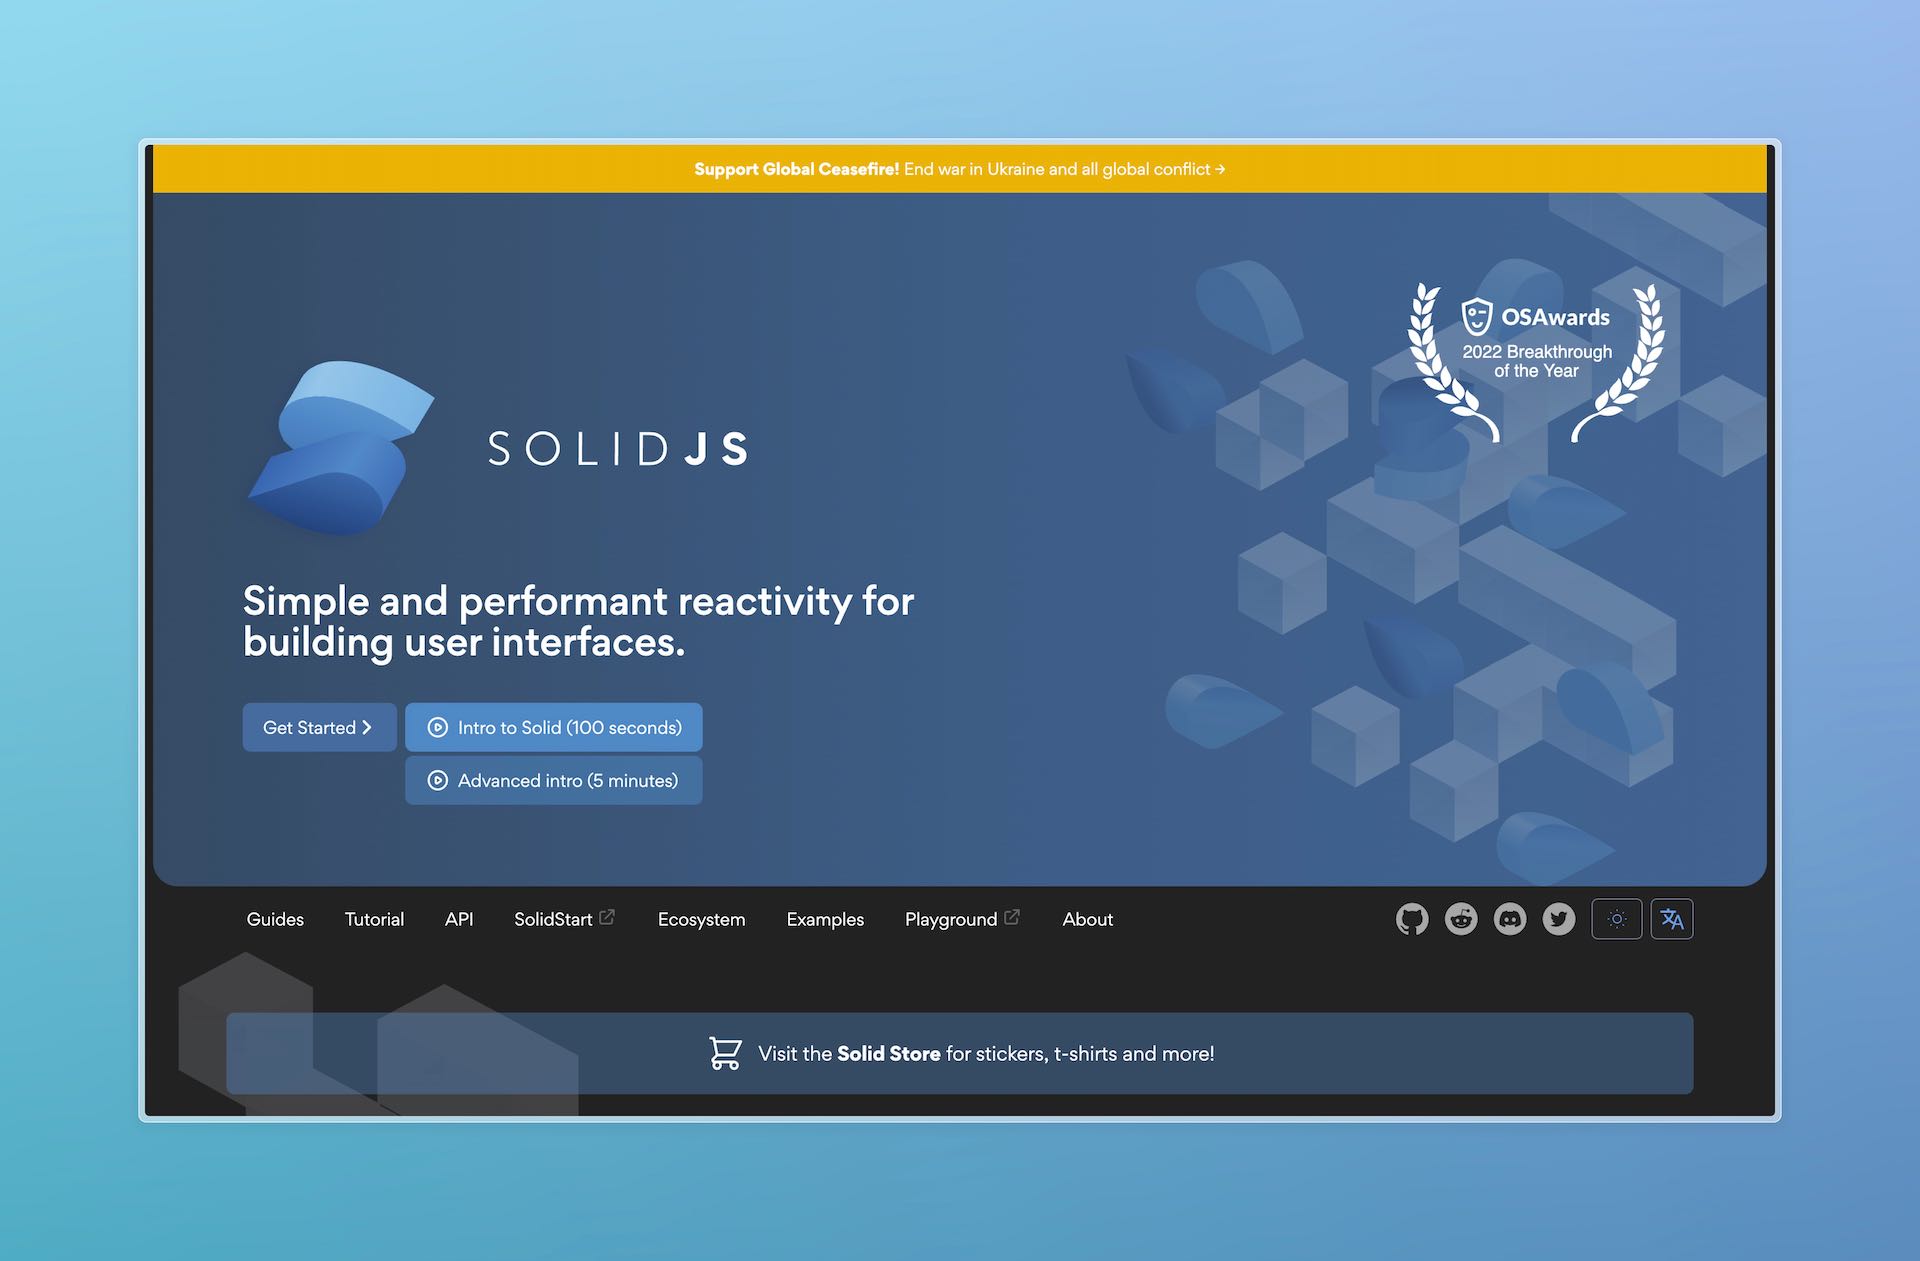 Support Global Ceasefire! End war in Ukraine and all global conflict →
OSAwards
2022 Breakthrough
of the Year
SOLIDJS
Simple and performant reactivity for
building user interfaces.
Get Started
Intro to Solid (100 seconds)
Advanced intro (5 minutes)
Guides Tutorial API SolidStart Ecosystem Examples Playground About
Visit the Solid Store for stickers, t-shirts and more!